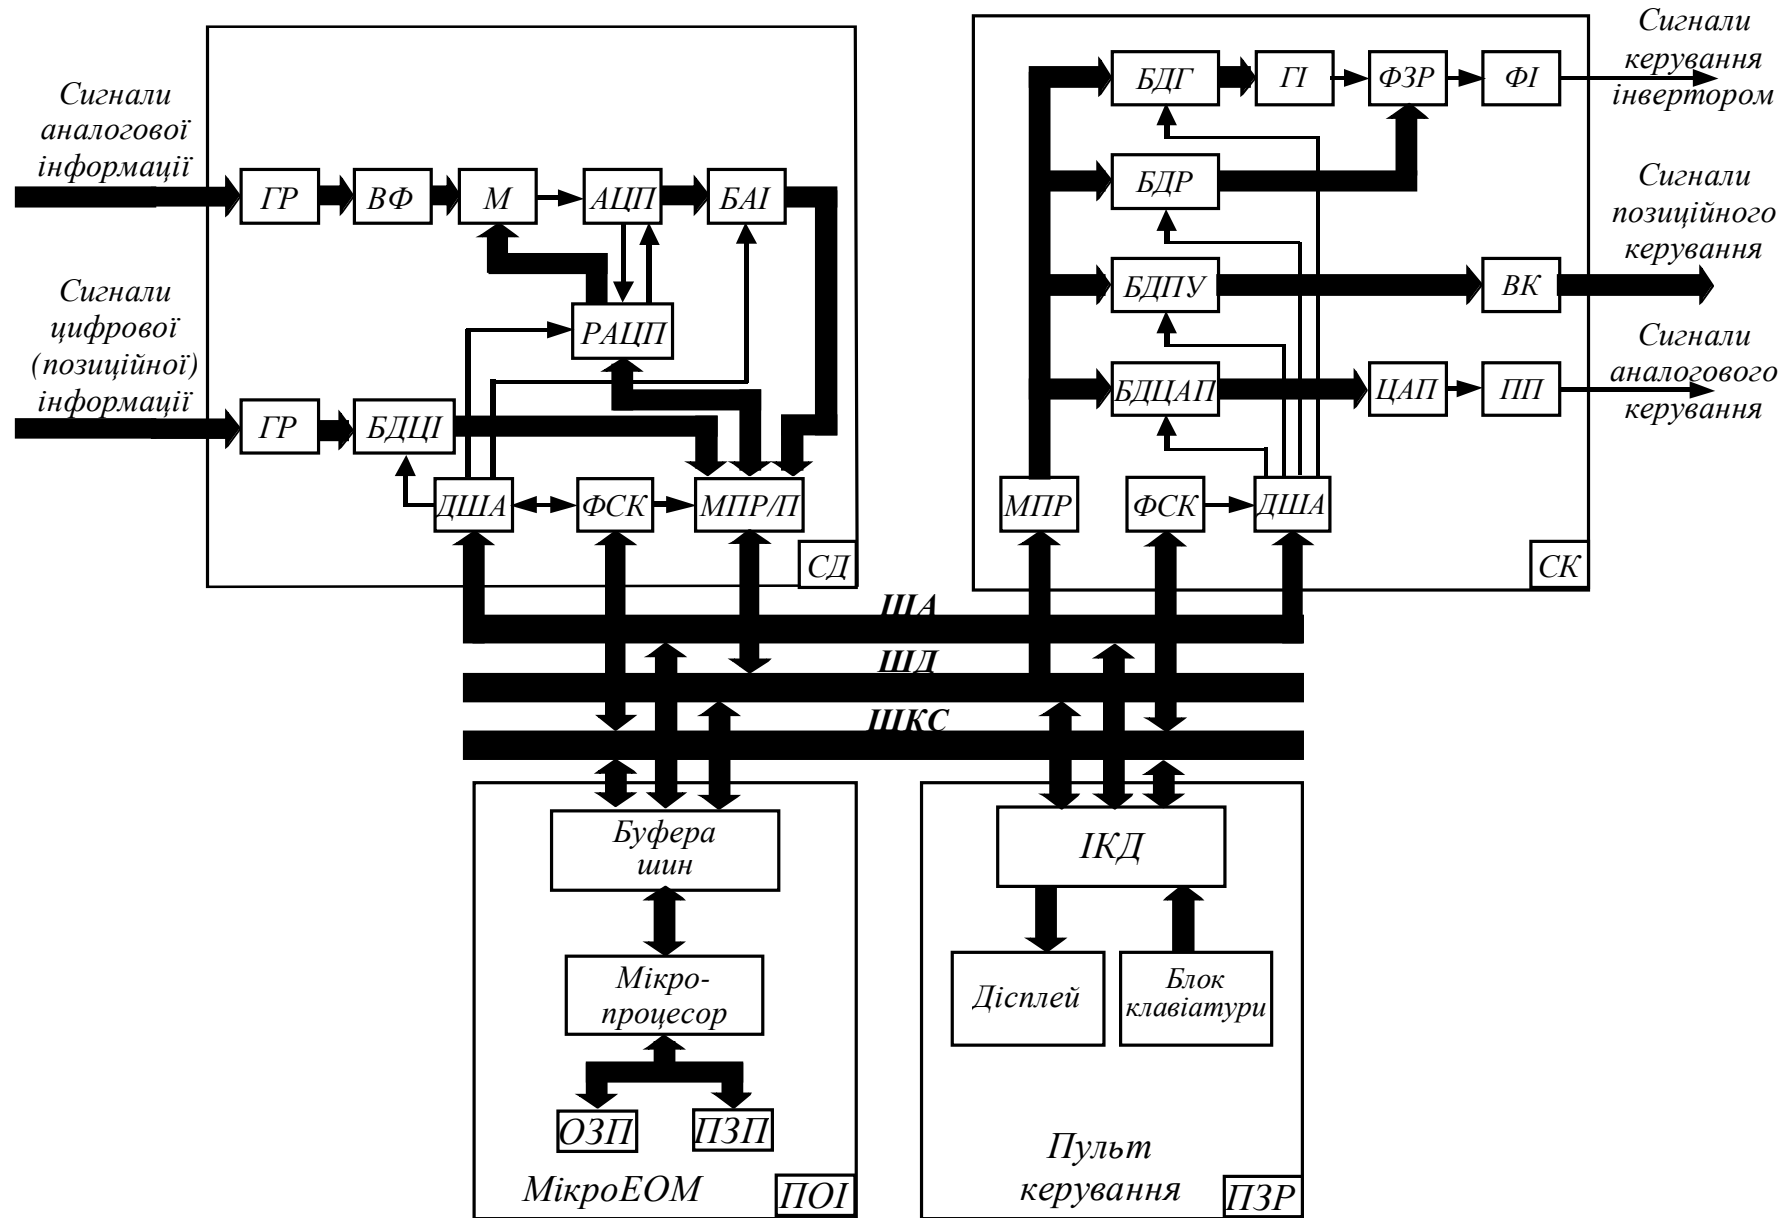 Сигнали
аналогової
інформації
ГР
ВФ
М
АЦП
БАІ
РАЦП
Сигнали
цифрової
(позиційної)
інформації
ГР
БДЦІ
ДША
ФСК
МПР/П
СД
БДГ
ГІ
ФЗР
ФІ
Сигнали
керування
інвертором
БДР
Сигнали
позиційного
керування
БДПУ
ВК
Сигнали
аналогового
керування
БДЦАП
ЦАП
ПП
МПР
ФСК
ДША
СК
ША
ШД
ШКС
Буфера
шин
Мікро-
процесор
ОЗП
ПЗП
МікроЕОМ
ПОІ
ІКД
Дісплей
Блок
клавіатури
Пульт
керування
ПЗР